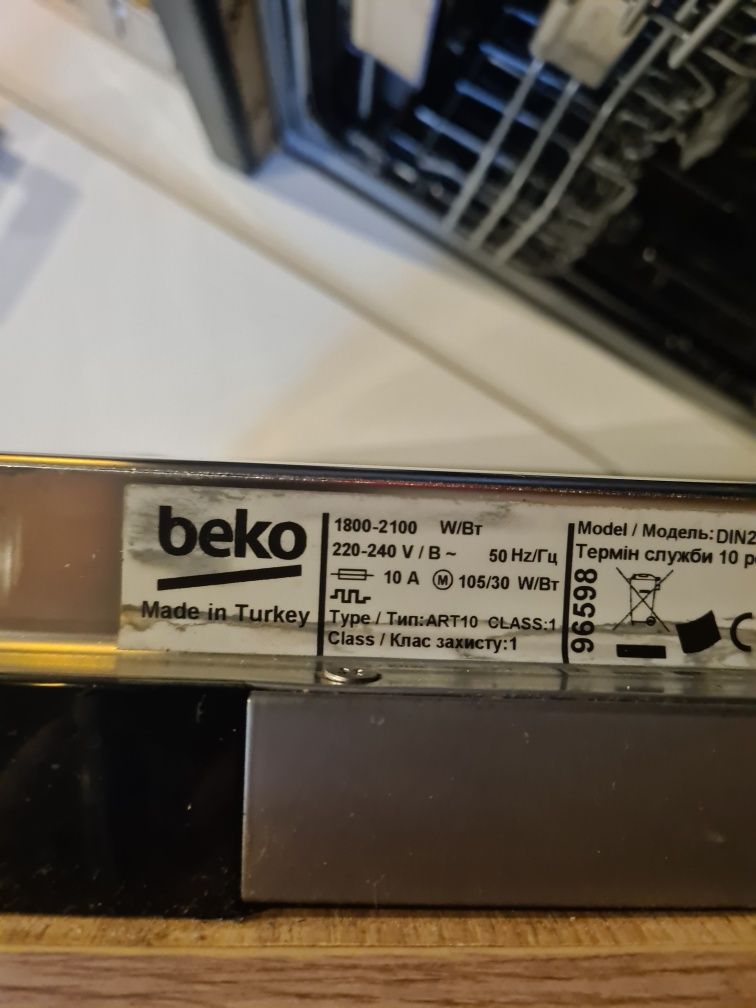 beko
Made in Turkey
1800-2100 W/Вт
220-240 V / В ~ 50 Hz/Гц
10 A M 105/30 W/Вт
Type / Тип:ART10 CLASS:1
Class / Клас захисту:1
Model / Модель: DIN2
Термін служби 10 р
96598